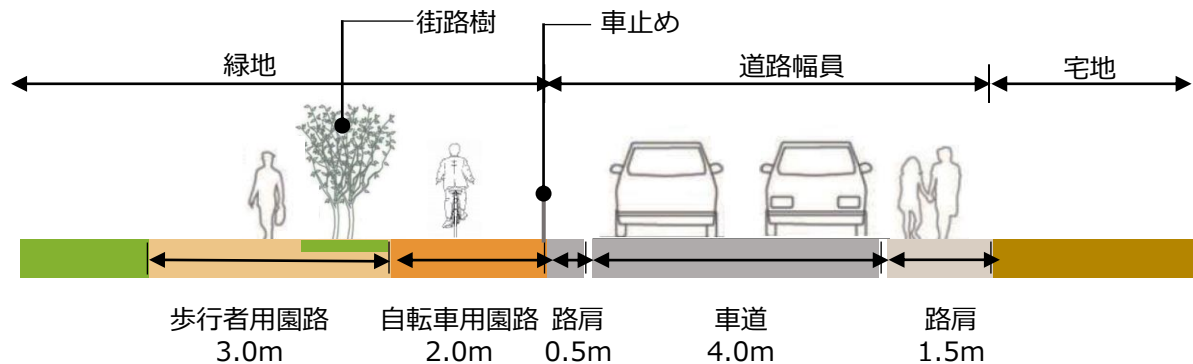 街路樹
車止め
緑地
道路幅員
宅地
歩行者用園路
3.0m
自転車用園路
2.0m
路肩
0.5m
車道
4.0m
路肩
1.5m